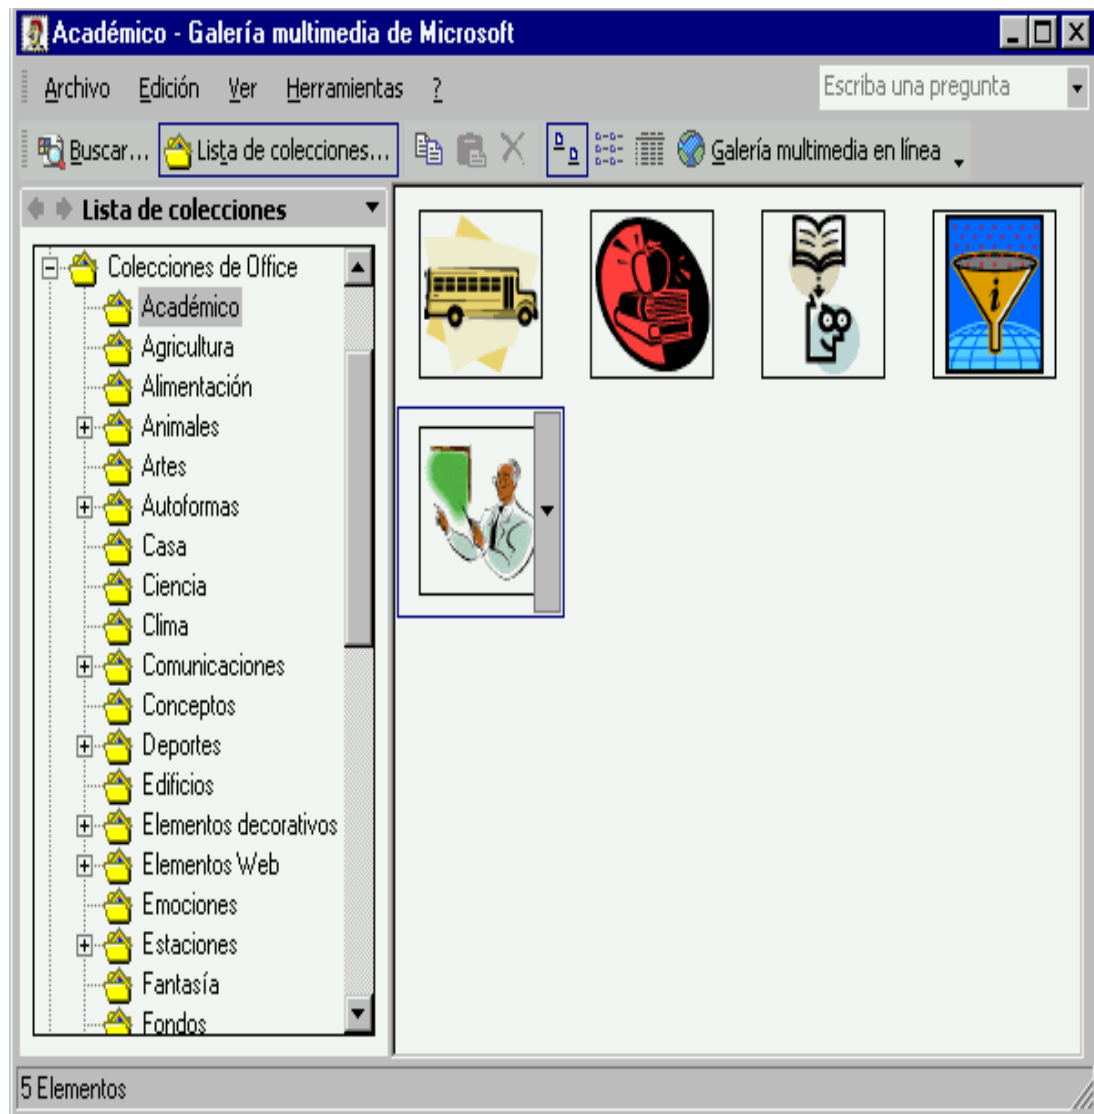 Académico - Galería multimedia de Microsoft
Archivo Edición Ver Herramientas ? Escriba una pregunta
Buscar... Lista de colecciones... Galería multimedia en línea
Lista de colecciones
Colecciones de Office
Académico
Agricultura
Alimentación
Animales
Artes
Autoformas
Casa
Ciencia
Clima
Comunicaciones
Conceptos
Deportes
Edificios
Elementos decorativos
Elementos Web
Emociones
Estaciones
Fantasía
Fondos
i
5 Elementos